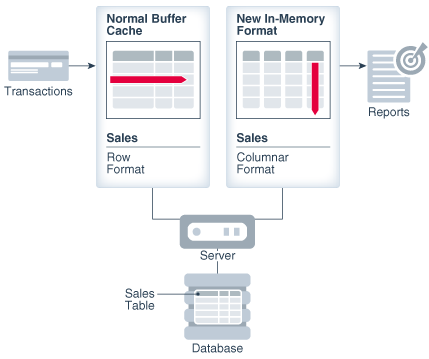 Normal Buffer
Cache
New In-Memory
Format
Transactions
Reports
Sales
Row
Format
Sales
Columnar
Format
Server
Sales
Table
Database